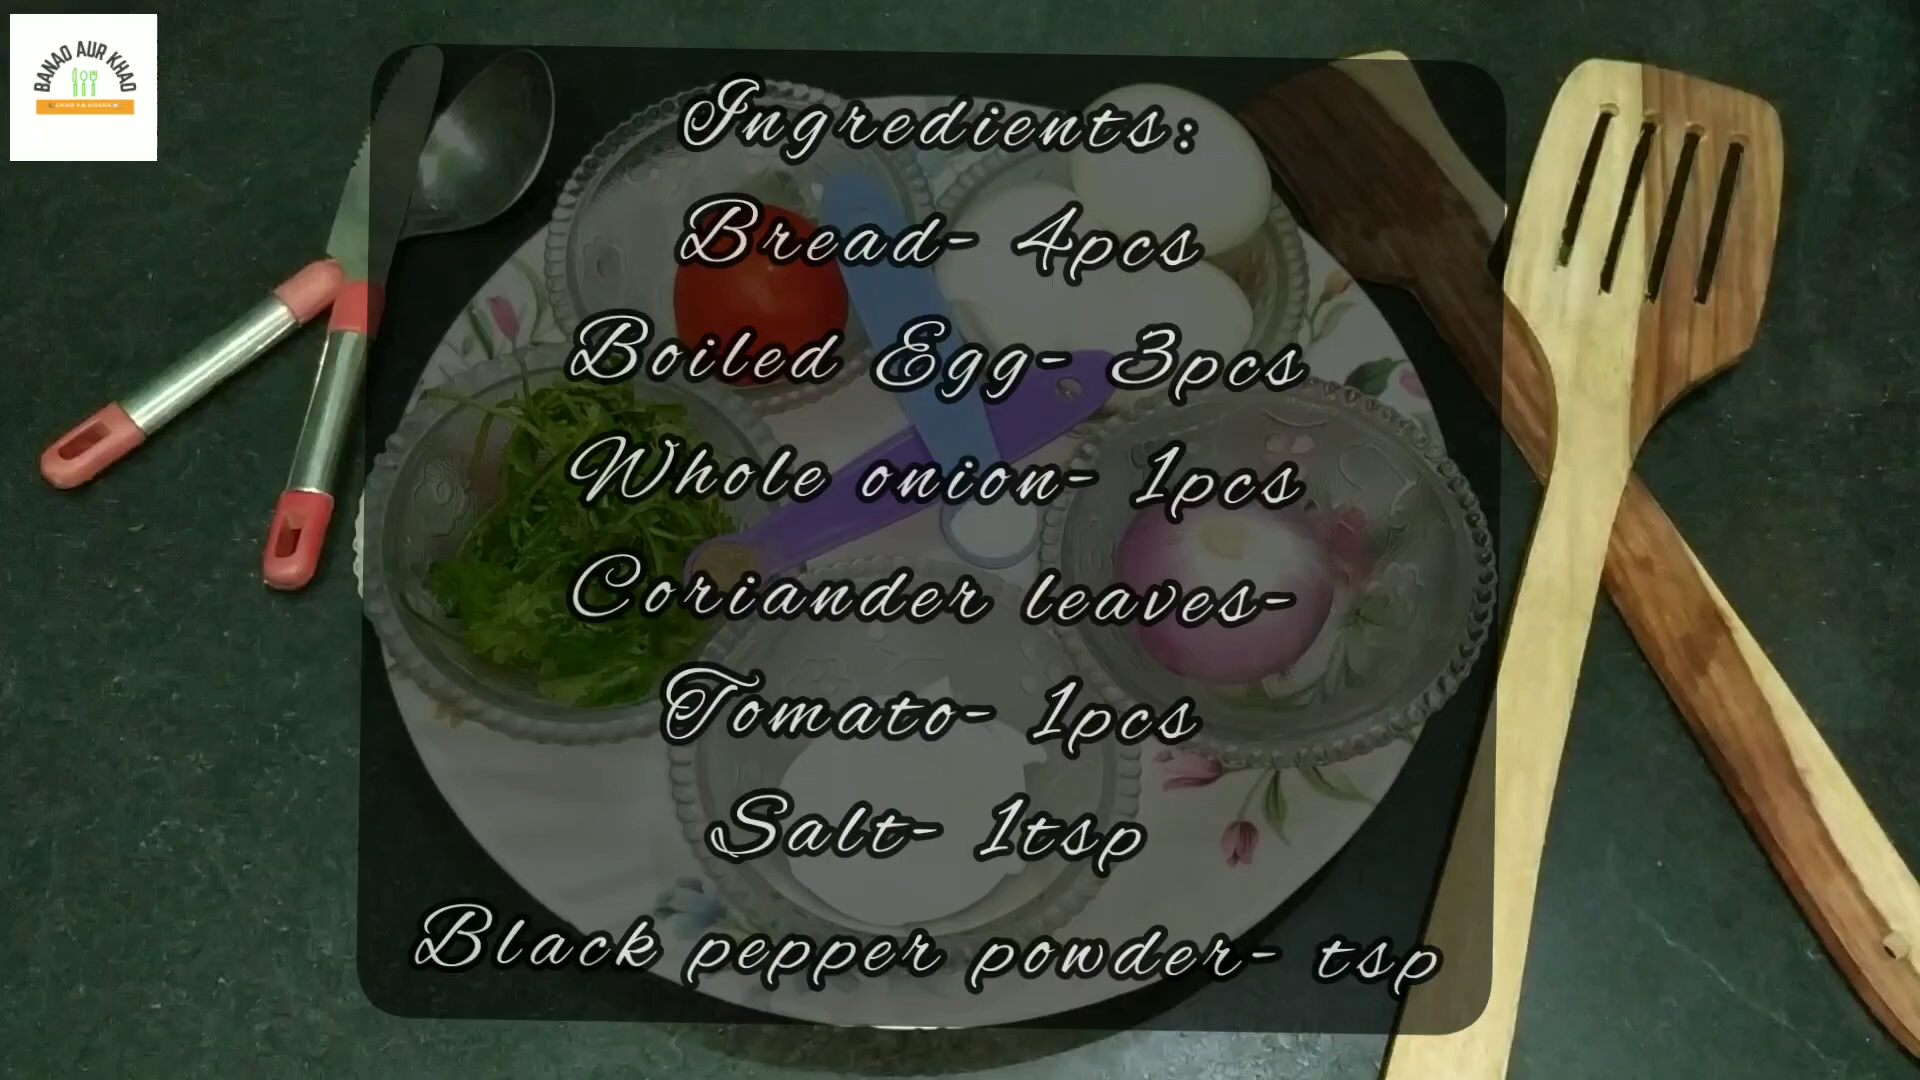 BANAO AUR KHAO
Ingredients:
Bread- 4pcs
Boiled Egg- 3pcs
Whole onion- 1pcs
Coriander leaves-
Tomato- 1pcs
Salt- 1tsp
Black pepper powder- tsp